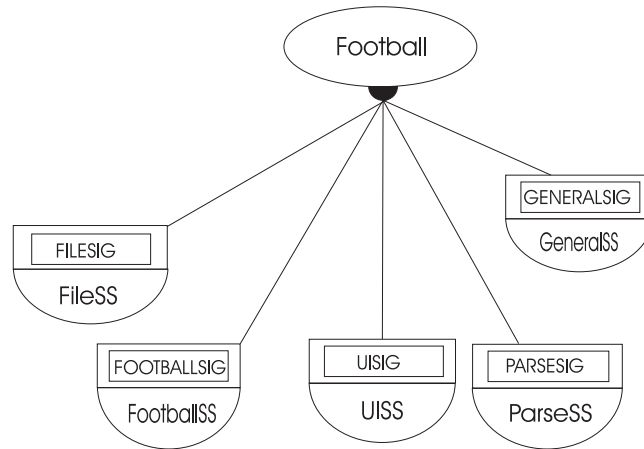 Football
GENERALSIG
GeneralSS
FILESIG
FileSS
FOOTBALLSIG
FootballSS
UISIG
UISS
PARSESIG
ParseSS